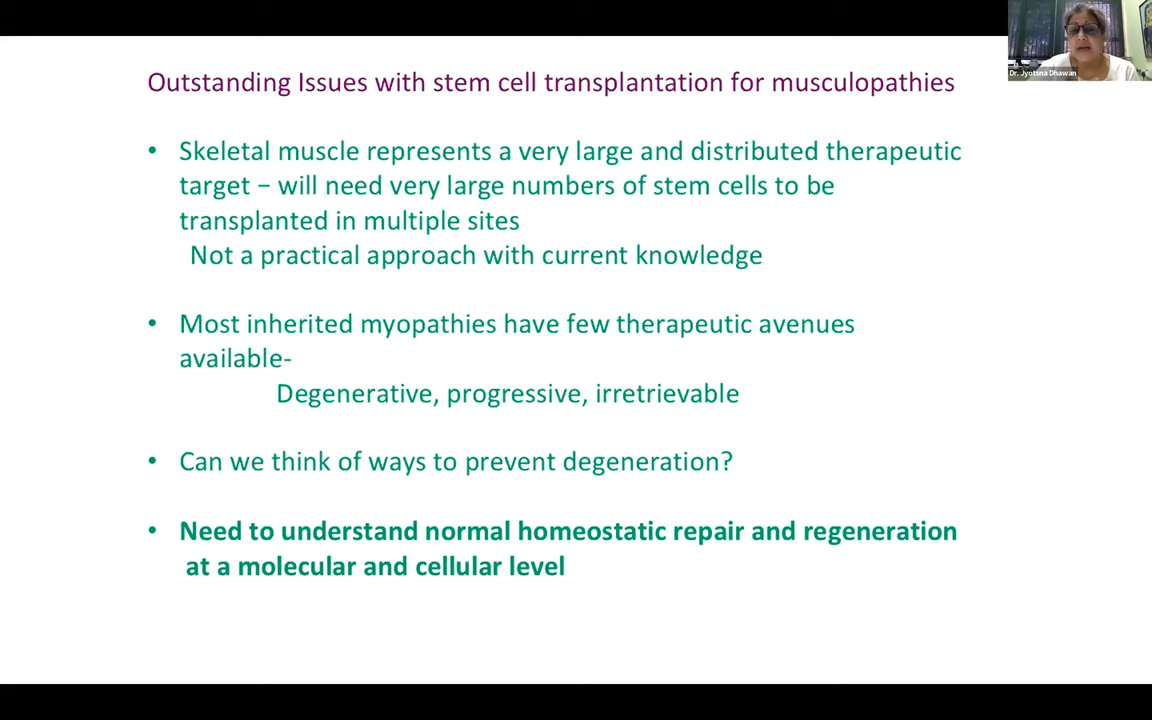 Dr. Jyotsna Dhawan
Outstanding Issues with stem cell transplantation for musculopathies
• Skeletal muscle represents a very large and distributed therapeutic
target – will need very large numbers of stem cells to be
transplanted in multiple sites
Not a practical approach with current knowledge
• Most inherited myopathies have few therapeutic avenues
available-
Degenerative, progressive, irretrievable
• Can we think of ways to prevent degeneration?
• Need to understand normal homeostatic repair and regeneration
at a molecular and cellular level